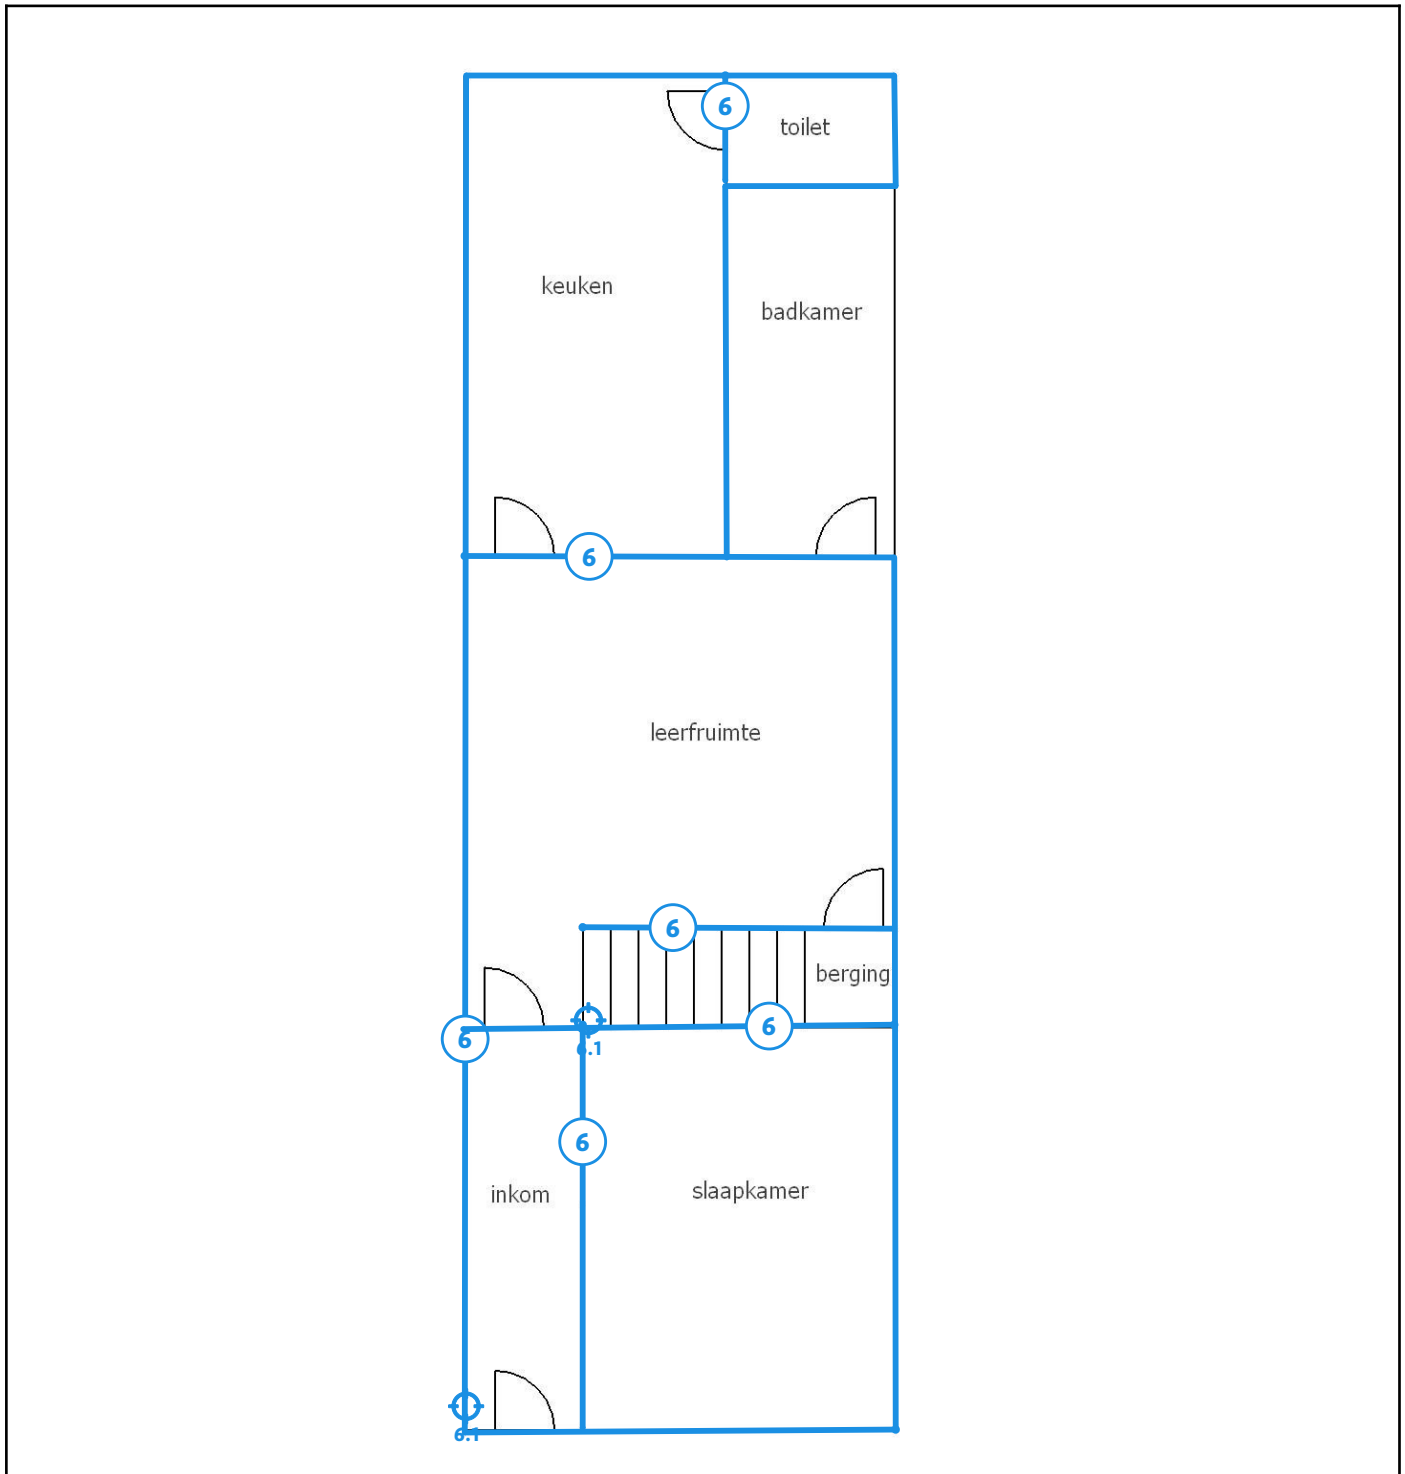 6
toilet
keuken
badkamer
6
leerfruimte
6
berging
6
6
6.1
6
inkom
slaapkamer
6.1